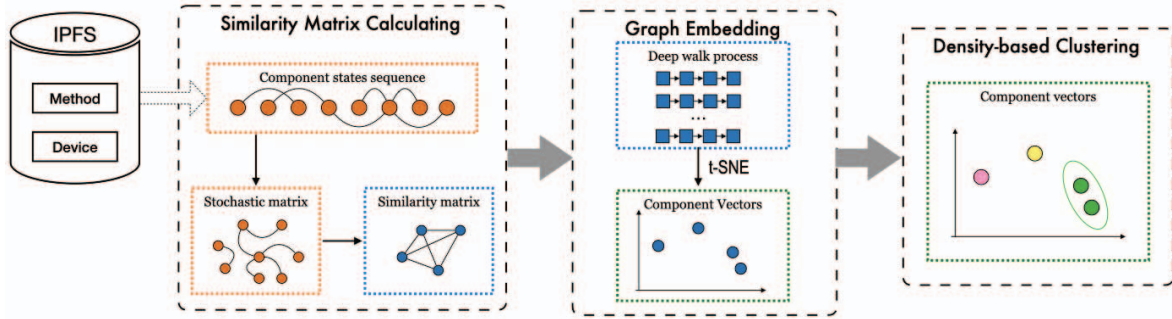 IPFS
Method
Device
Similarity Matrix Calculating
Component states sequence
Stochastic matrix
Similarity matrix
Graph Embedding
Deep walk process
...
t-SNE
Component Vectors
Density-based Clustering
Component vectors